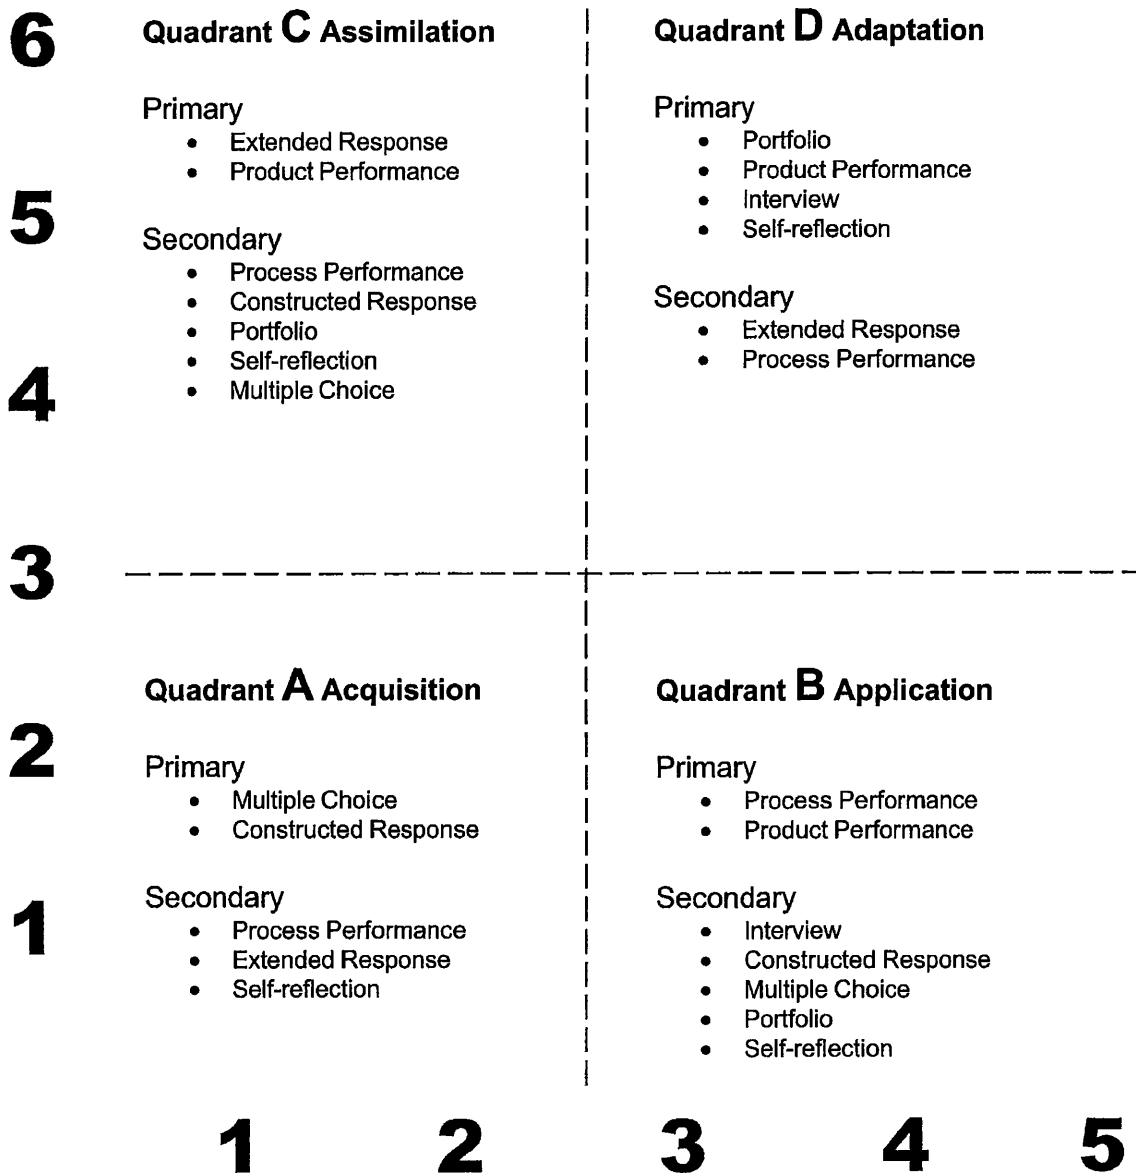 6
5
4
3
2
1
Quadrant C Assimilation
Primary
• Extended Response
• Product Performance
Secondary
• Process Performance
• Constructed Response
• Portfolio
• Self-reflection
• Multiple Choice
Quadrant D Adaptation
Primary
• Portfolio
• Product Performance
• Interview
• Self-reflection
Secondary
• Extended Response
• Process Performance
Quadrant A Acquisition
Primary
• Multiple Choice
• Constructed Response
Secondary
• Process Performance
• Extended Response
• Self-reflection
Quadrant B Application
Primary
• Process Performance
• Product Performance
Secondary
• Interview
• Constructed Response
• Multiple Choice
• Portfolio
• Self-reflection
1 2 3 4 5